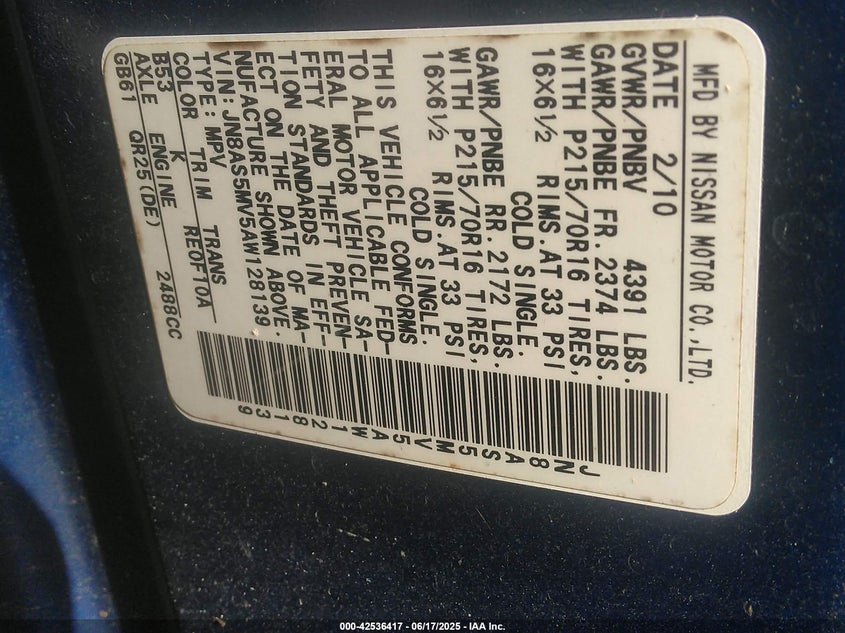 MFD BY NISSAN MOTOR CO.,LTD.
DATE 2/10
GVWR/PNBV 4391 LBS.
GAWR/PNBE FR. 2374 LBS.
WITH P215/70R16 TIRES,
16X6½ RIMS.AT 33 PSI
COLD SINGLE.
GAWR/PNBE RR. 2172 LBS.
WITH P215/70R16 TIRES,
16X6½ RIMS.AT 33 PSI
COLD SINGLE.
THIS VEHICLE CONFORMS
TO ALL APPLICABLE FED-
ERAL MOTOR VEHICLE SA-
FETY AND THEFT PREVEN-
TION STANDARDS IN EFF-
ECT ON THE DATE OF MA-
NUFACTURE SHOWN ABOVE.
VIN: JN8AS5MV5AW128139
TYPE: MPV
COLOR TRIM TRANS
B53 K RE0F10A
AXLE ENGINE
GB61 QR25(DE) 2488CC
JN8AS5MV5AW128139
000-42536417 - 06/17/2025 - IAA Inc.